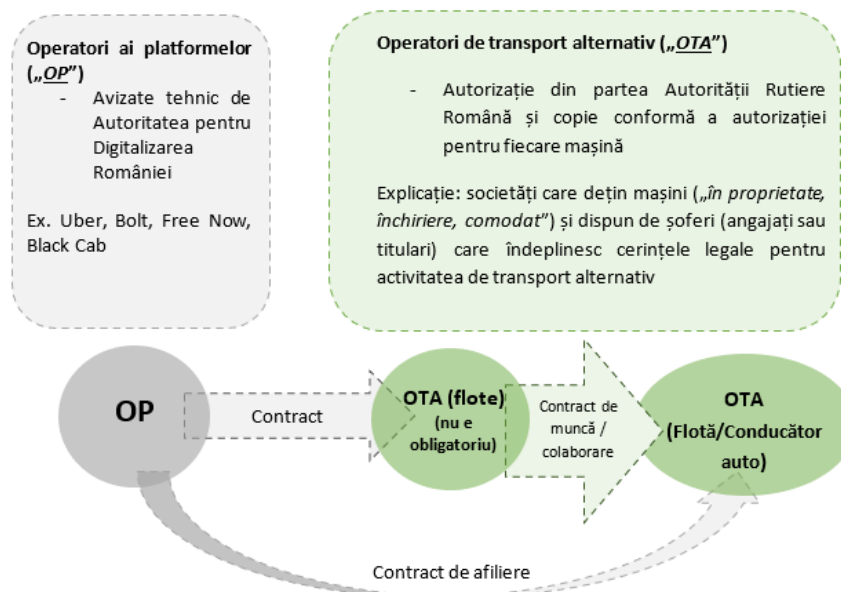 Operatori ai platformelor
(„OP”)
- Avizate tehnic de
Autoritatea pentru
Digitalizarea
României
Ex. Uber, Bolt, Free Now,
Black Cab
Operatori de transport alternativ („OTA”)
- Autorizație din partea Autorității Rutiere
Română și copie conformă a autorizației
pentru fiecare mașină
Explicație: societăți care dețin mașini („în proprietate,
închiriere, comodat”) și dispun de șoferi (angajați sau
titulari) care îndeplinesc cerințele legale pentru
activitatea de transport alternativ
OP
Contract
OTA (flote)
(nu e
obligatoriu)
Contract de
muncă /
colaborare
OTA
(Flotă/Conducător
auto)
Contract de afiliere